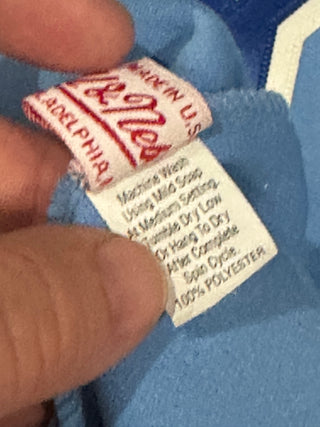 MADE IN U.S.
& Ness
ADELPHIA,
Machine Wash
Using Mild Soap
At Medium Setting.
Tumble Dry Low
Or Hang To Dry
After Complete
Spin Cycle.
100% POLYESTER